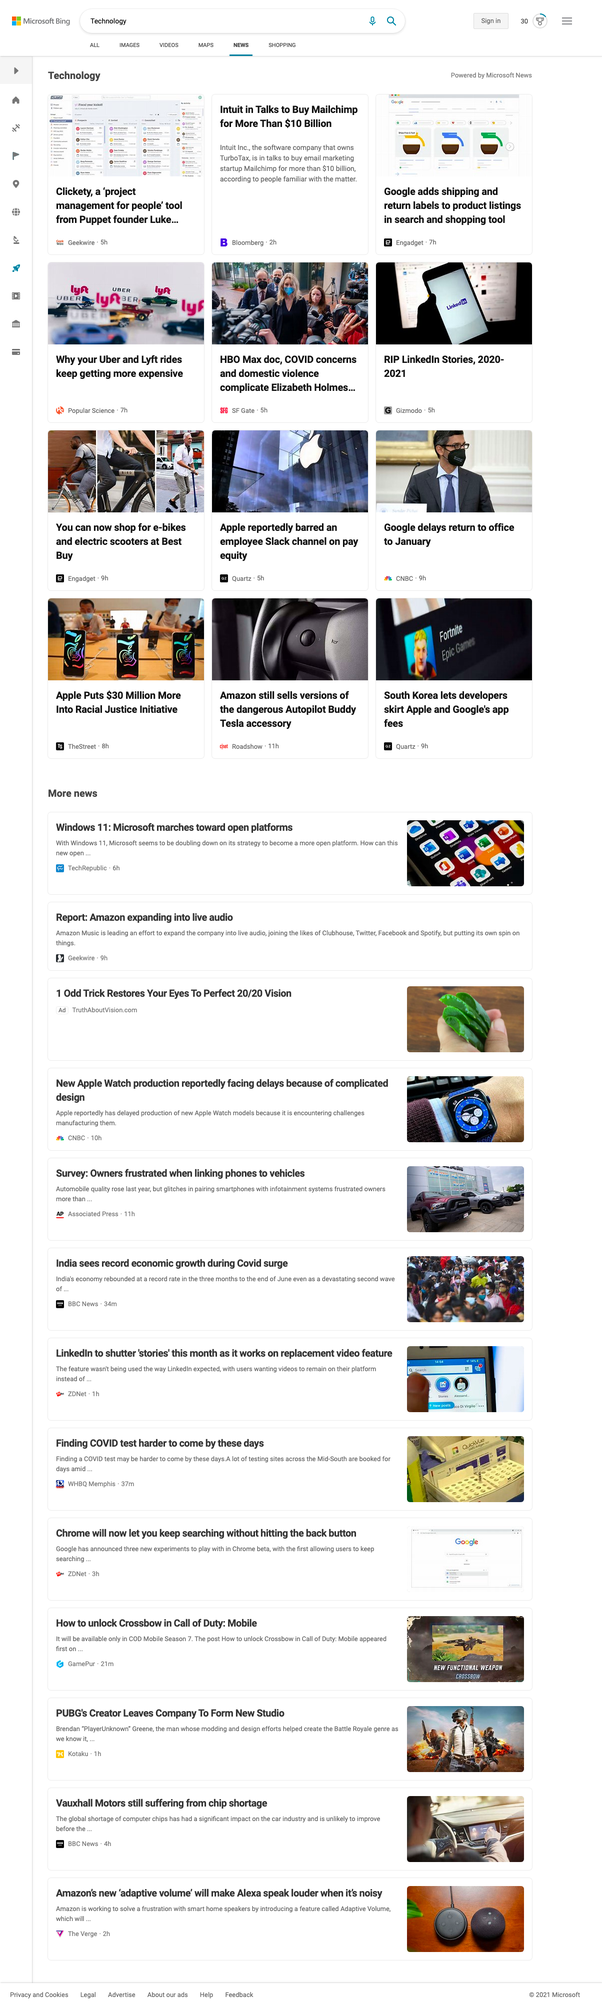 Microsoft Bing
Technology
Sign in
30
ALL IMAGES VIDEOS MAPS NEWS SHOPPING
Technology
Powered by Microsoft News
Clickety, a ‘project
management for people’ tool
from Puppet founder Luke...
Geekwire · 5h
Intuit in Talks to Buy Mailchimp
for More Than $10 Billion
Intuit Inc., the software company that owns
TurboTax, is in talks to buy email marketing
startup Mailchimp for more than $10 billion,
according to people familiar with the matter.
Bloomberg · 2h
Google
Google adds shipping and
return labels to product listings
in search and shopping tool
Engadget · 7h
UBER
lyft
Why your Uber and Lyft rides
keep getting more expensive
Popular Science · 7h
HBO Max doc, COVID concerns
and domestic violence
complicate Elizabeth Holmes...
SF Gate · 5h
LinkedIn
RIP LinkedIn Stories, 2020-
2021
Gizmodo · 5h
You can now shop for e-bikes
and electric scooters at Best
Buy
Engadget · 9h
Apple reportedly barred an
employee Slack channel on pay
equity
Quartz · 5h
Google delays return to office
to January
CNBC · 9h
Apple Puts $30 Million More
Into Racial Justice Initiative
TheStreet · 8h
Amazon still sells versions of
the dangerous Autopilot Buddy
Tesla accessory
Roadshow · 11h
Fortnite
Epic Games
South Korea lets developers
skirt Apple and Google's app
fees
Quartz · 9h
More news
Windows 11: Microsoft marches toward open platforms
With Windows 11, Microsoft seems to be doubling down on its strategy to become a more open platform. How can this
new open ...
TechRepublic · 6h
Report: Amazon expanding into live audio
Amazon Music is leading an effort to expand the company into live audio, joining the likes of Clubhouse, Twitter, Facebook and Spotify, but putting its own spin on
things.
Geekwire · 9h
1 Odd Trick Restores Your Eyes To Perfect 20/20 Vision
Ad TruthAboutVision.com
New Apple Watch production reportedly facing delays because of complicated
design
Apple reportedly has delayed production of new Apple Watch models because it is encountering challenges
manufacturing them.
CNBC · 10h
Survey: Owners frustrated when linking phones to vehicles
Automobile quality rose last year, but glitches in pairing smartphones with infotainment systems frustrated owners
more than ...
AP Associated Press · 11h
India sees record economic growth during Covid surge
India's economy rebounded at a record rate in the three months to the end of June even as a devastating second wave
of ...
BBC News · 34m
LinkedIn to shutter 'stories' this month as it works on replacement video feature
The feature wasn't being used the way LinkedIn expected, with users wanting videos to remain on their platform
instead of ...
ZDNet · 1h
Finding COVID test harder to come by these days
Finding a COVID test may be harder to come by these days.A lot of testing sites across the Mid-South are booked for
days amid ...
WHBQ Memphis · 37m
QuickVue
Chrome will now let you keep searching without hitting the back button
Google has announced three new experiments to play with in Chrome beta, with the first allowing users to keep
searching ...
ZDNet · 3h
Google
How to unlock Crossbow in Call of Duty: Mobile
It will be available only in COD Mobile Season 7. The post How to unlock Crossbow in Call of Duty: Mobile appeared
first on ...
GamePur · 21m
NEW FUNCTIONAL WEAPON
CROSSBOW
PUBG's Creator Leaves Company To Form New Studio
Brendan "PlayerUnknown" Greene, the man whose modding and design efforts helped create the Battle Royale genre as
we know it, ...
Kotaku · 1h
Vauxhall Motors still suffering from chip shortage
The global shortage of computer chips has had a significant impact on the car industry and is unlikely to improve
before the ...
BBC News · 4h
Amazon's new ‘adaptive volume’ will make Alexa speak louder when it's noisy
Amazon is working to solve a frustration with smart home speakers by introducing a feature called Adaptive Volume,
which will ...
The Verge · 2h
Privacy and Cookies Legal Advertise About our ads Help Feedback
© 2021 Microsoft